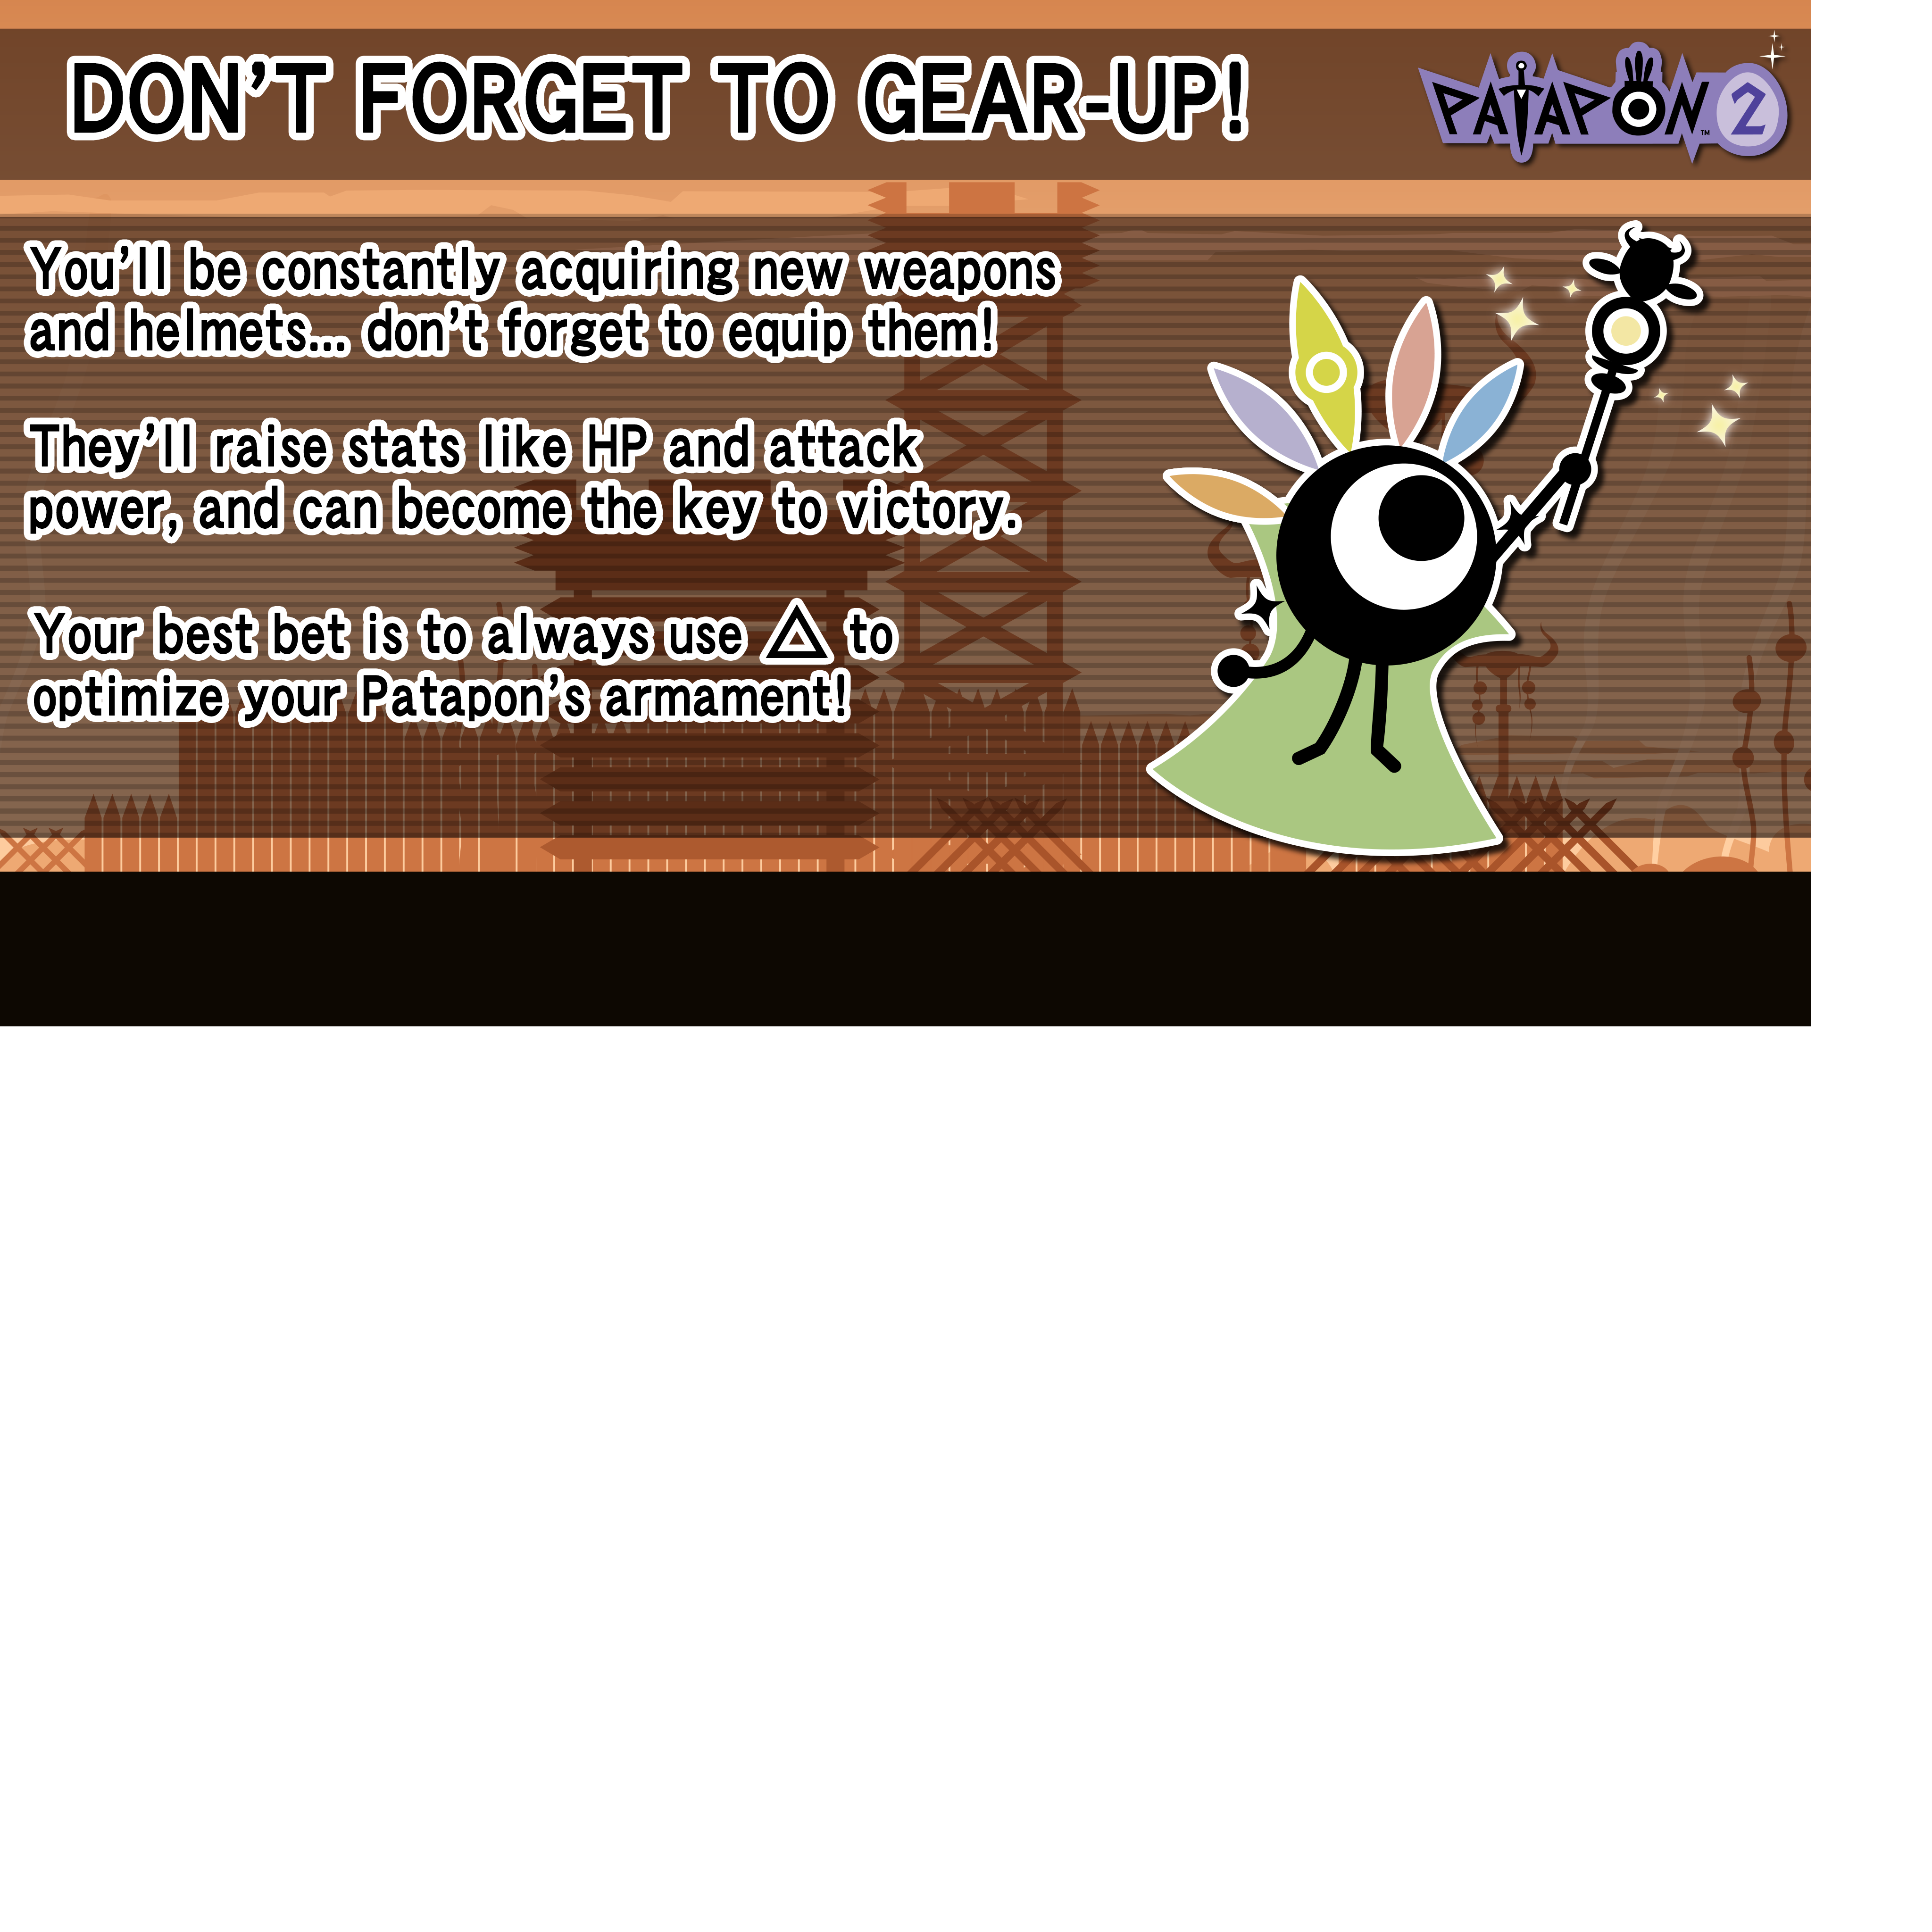 DON'T FORGET TO GEAR-UP!
PATAPON™ 2
You'll be constantly acquiring new weapons
and helmets... don't forget to equip them!
They'll raise stats like HP and attack
power, and can become the key to victory.
Your best bet is to always use △ to
optimize your Patapon's armament!